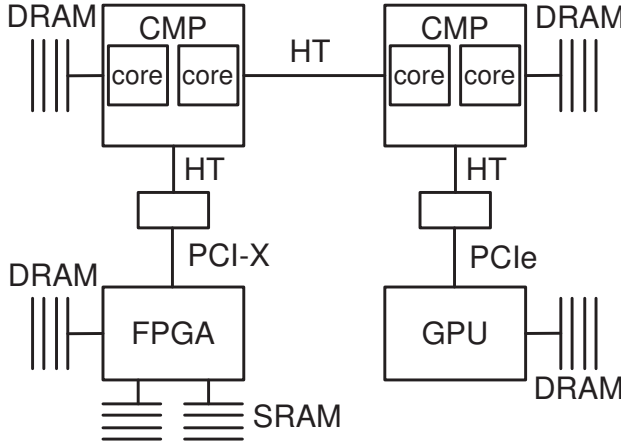 DRAM CMP HT CMP DRAM
core core core core
HT HT
PCI-X PCIe
DRAM
FPGA GPU
SRAM DRAM